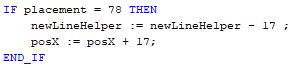 IF placement = 78 THEN
    newLineHelper := newLineHelper - 17 ;
    posX := posX + 17;
END_IF